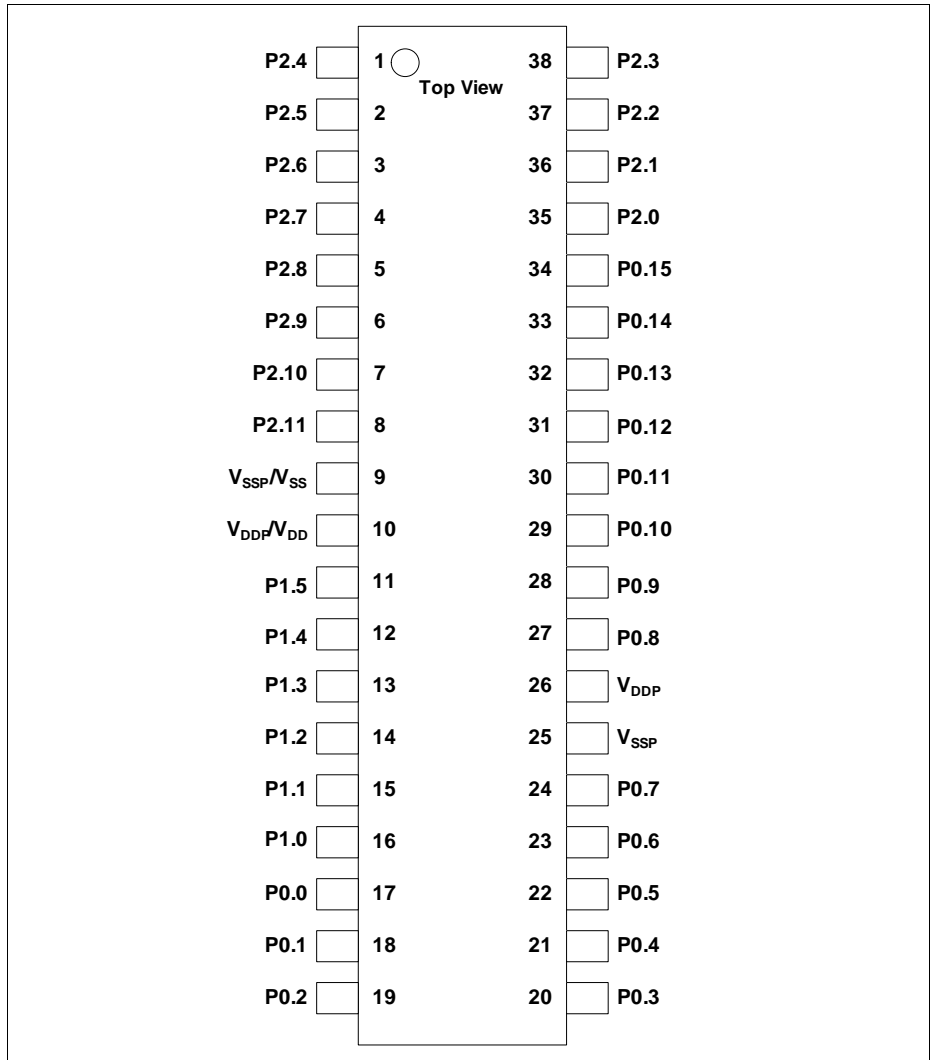 P2.4 1 38 P2.3
Top View
P2.5 2 37 P2.2
P2.6 3 36 P2.1
P2.7 4 35 P2.0
P2.8 5 34 P0.15
P2.9 6 33 P0.14
P2.10 7 32 P0.13
P2.11 8 31 P0.12
VSSP/VSS 9 30 P0.11
VDDP/VDD 10 29 P0.10
P1.5 11 28 P0.9
P1.4 12 27 P0.8
P1.3 13 26 VDDP
P1.2 14 25 VSSP
P1.1 15 24 P0.7
P1.0 16 23 P0.6
P0.0 17 22 P0.5
P0.1 18 21 P0.4
P0.2 19 20 P0.3